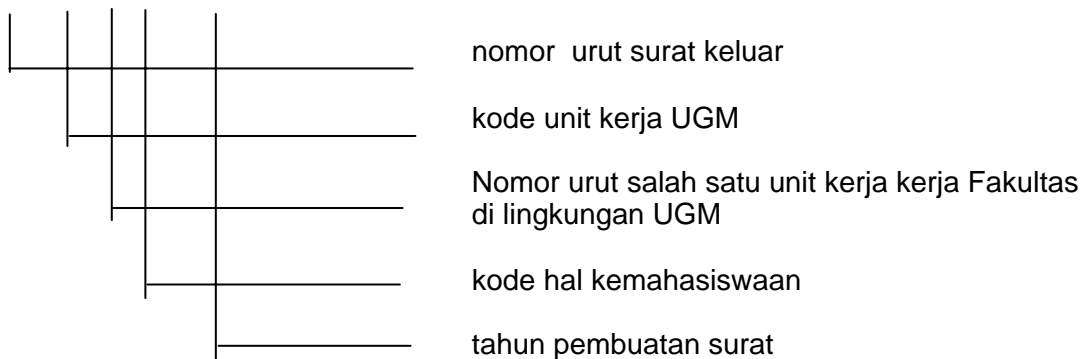 nomor  urut surat keluar
kode unit kerja UGM
Nomor urut salah satu unit kerja kerja Fakultas
di lingkungan UGM
kode hal kemahasiswaan
tahun pembuatan surat